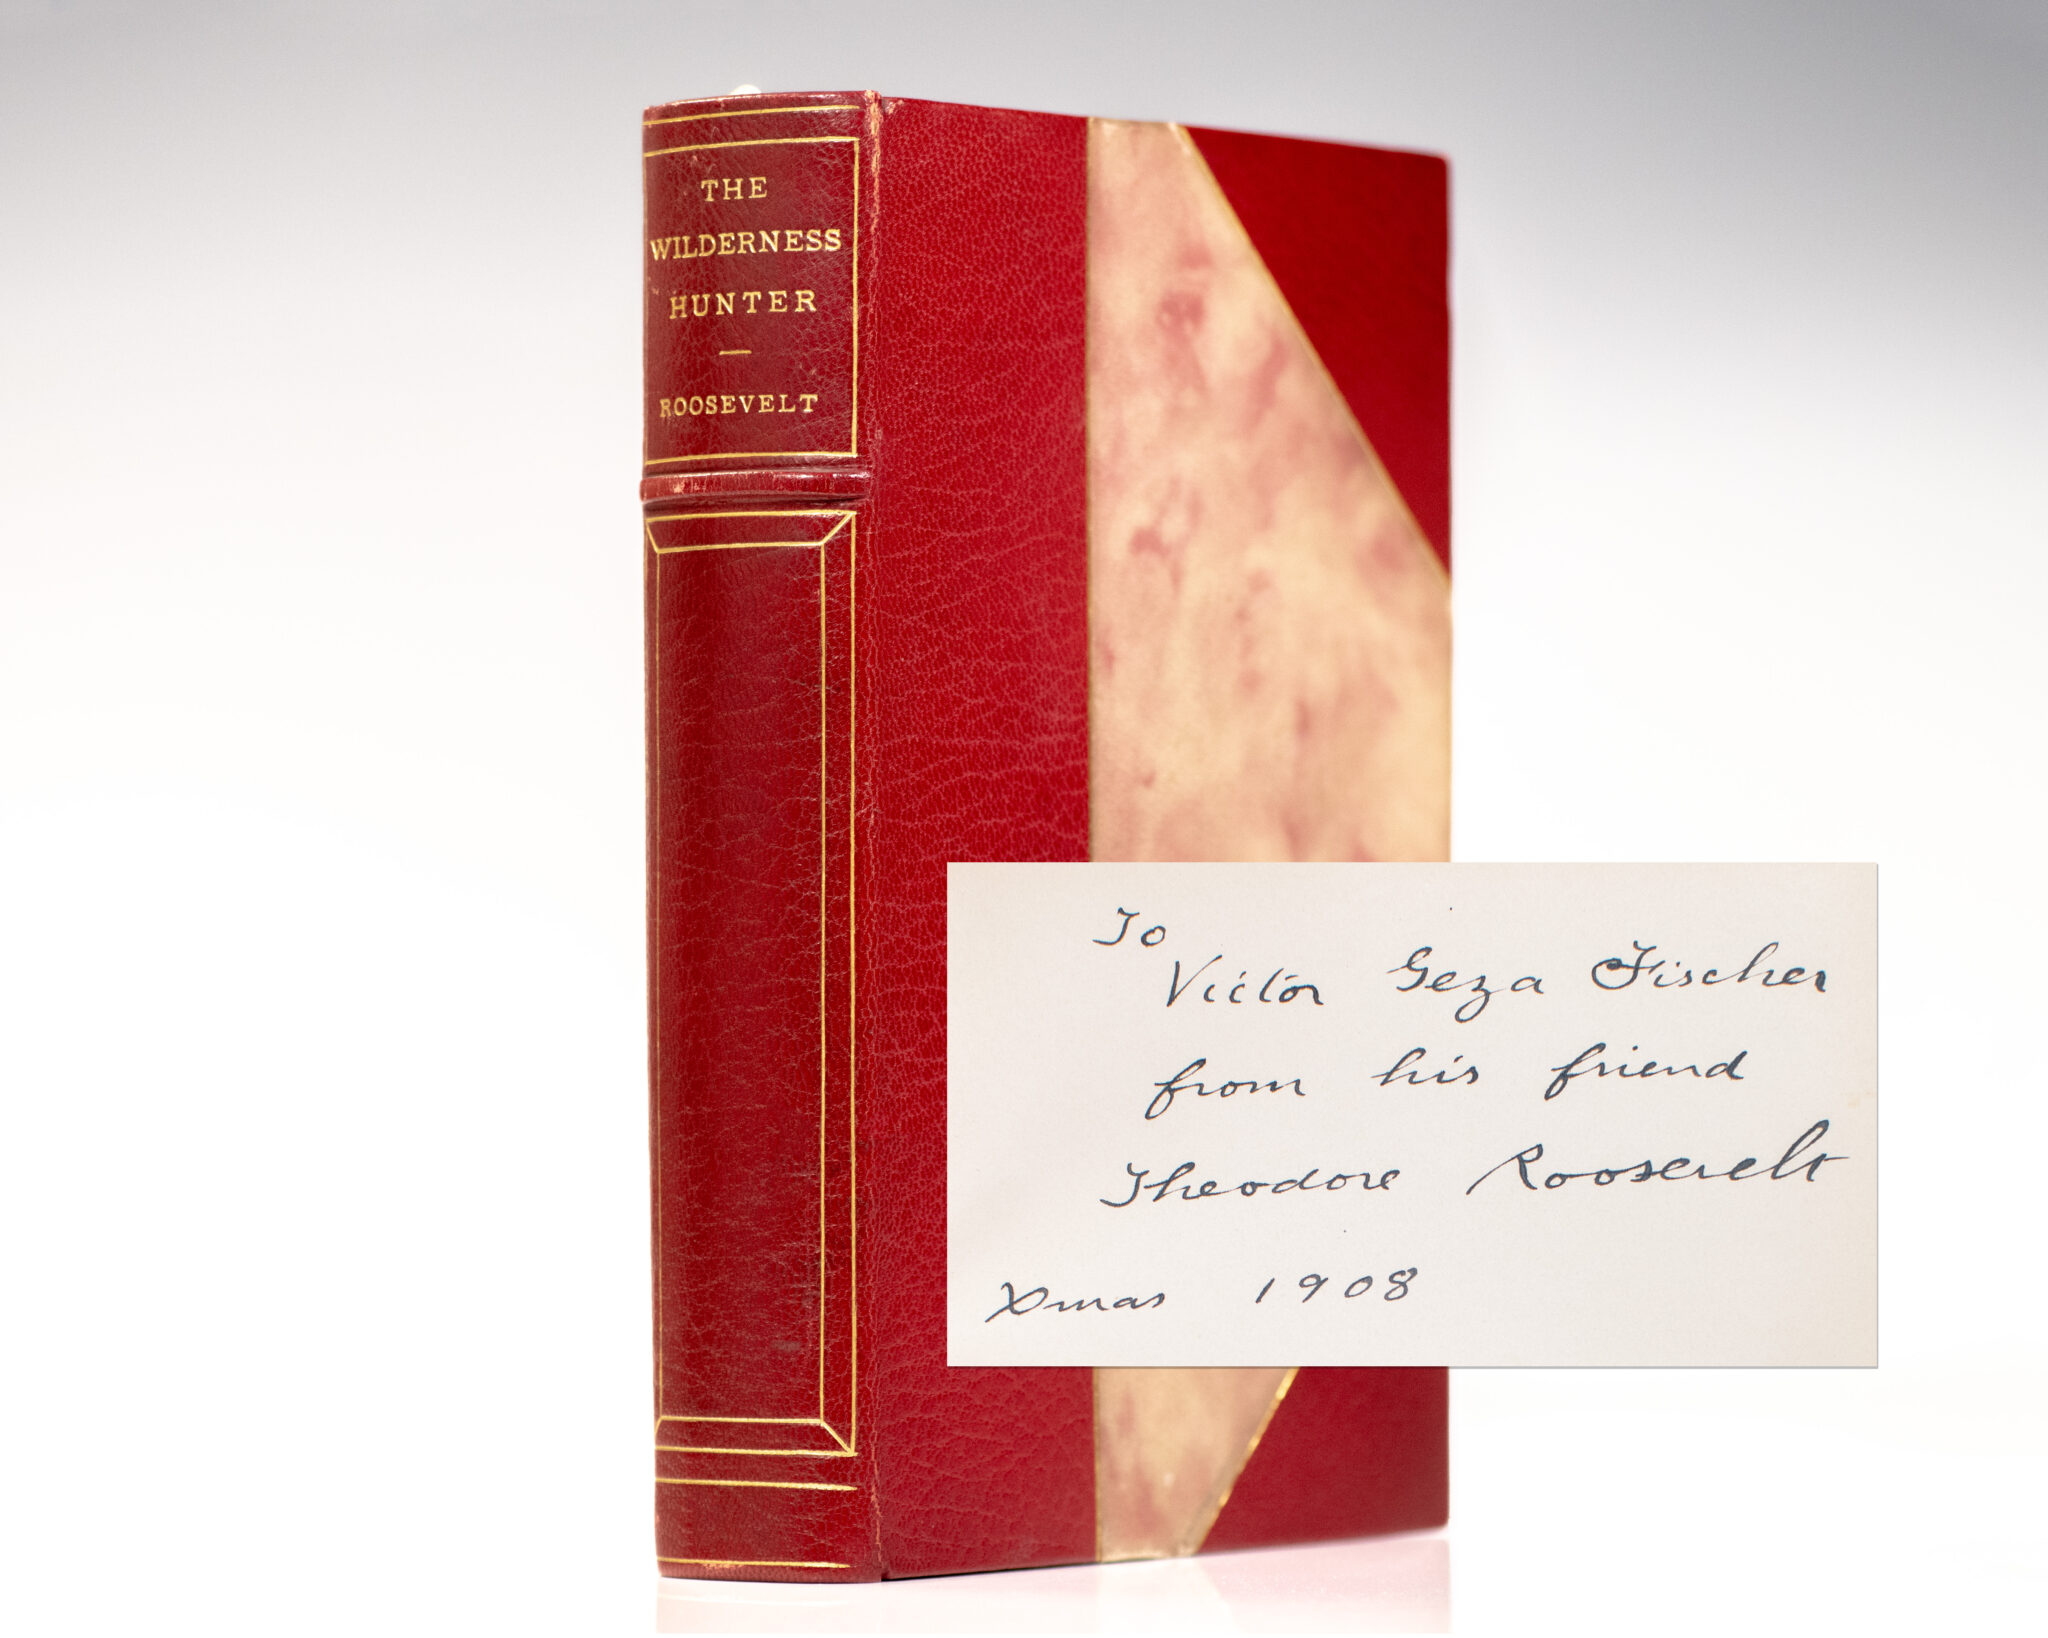 THE
WILDERNESS
HUNTER
ROOSEVELT
To
Victor Geza Fischer
from his friend
Theodore Roosevelt
Xmas 1908